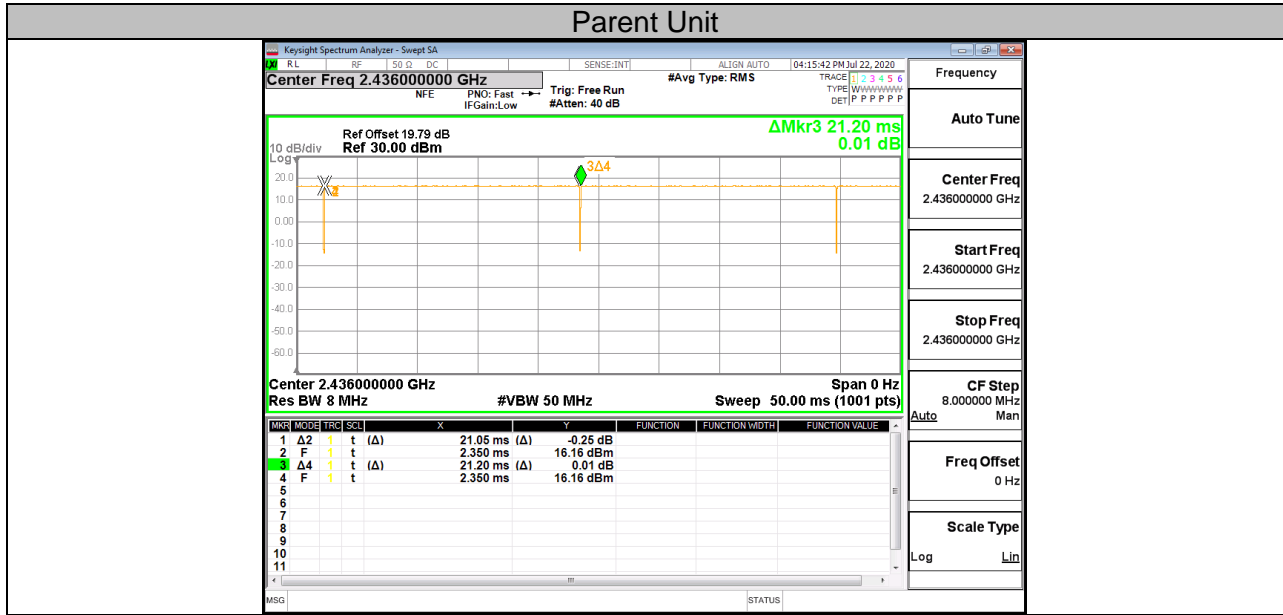 Parent Unit
Keysight Spectrum Analyzer - Swept SA
LXI RL RF 50 Ω DC SENSE:INT ALIGN AUTO 04:15:42 PM Jul 22, 2020
Center Freq 2.436000000 GHz #Avg Type: RMS TRACE 1 2 3 4 5 6
NFE PNO: Fast Trig: Free Run TYPE WWWWWW
IFGain:Low #Atten: 40 dB DET P P P P P P
Frequency
Auto Tune
Center Freq
2.436000000 GHz
Start Freq
2.436000000 GHz
Stop Freq
2.436000000 GHz
CF Step
8.000000 MHz
Auto Man
Freq Offset
0 Hz
Scale Type
Log Lin
ΔMkr3 21.20 ms
0.01 dB
Ref Offset 19.79 dB
10 dB/div Ref 30.00 dBm
Log
3Δ4
20.0
10.0
0.00
-10.0
-20.0
-30.0
-40.0
-50.0
-60.0
Center 2.436000000 GHz Span 0 Hz
Res BW 8 MHz #VBW 50 MHz Sweep 50.00 ms (1001 pts)
MKR MODE TRC SCL X Y FUNCTION FUNCTION WIDTH FUNCTION VALUE
1 Δ2 1 t (Δ) 21.05 ms (Δ) -0.25 dB
2 F 1 t 2.350 ms 16.16 dBm
3 Δ4 1 t (Δ) 21.20 ms (Δ) 0.01 dB
4 F 1 t 2.350 ms 16.16 dBm
5
6
7
8
9
10
11
MSG STATUS